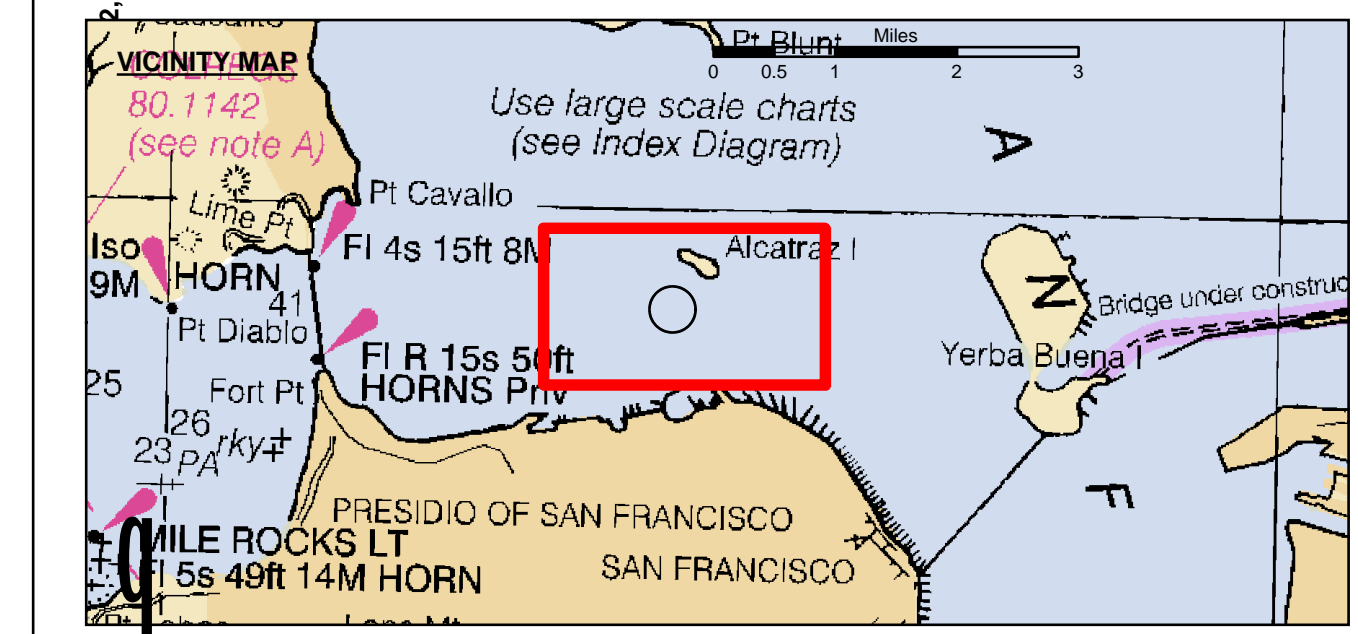 Pt Blunt
Miles
VICINITY MAP
0 0.5 1 2 3
COLREGS
80.1142
(see note A)
Use large scale charts
(see Index Diagram)
A
Pt Cavallo
Lime Pt
Iso
9M
HORN
Fl 4s 15ft 8M
Alcatraz I
41
N
Bridge under construc
Pt Diablo
Fl R 15s 50ft
HORNS Priv
Yerba Buena I
25
Fort Pt
26
23
PA
rky
F
PRESIDIO OF SAN FRANCISCO
MILE ROCKS LT
Fl 5s 49ft 14M HORN
SAN FRANCISCO